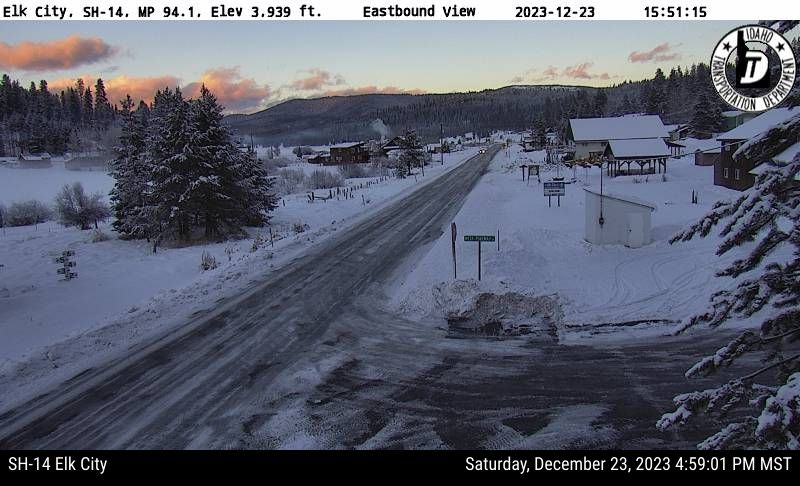 Elk City, SH-14, MP 94.1, Elev 3,939 ft. Eastbound View 2023-12-23 15:51:15
IDAHO
TRANSPORTATION DEPARTMENT
SH-14 Elk City Saturday, December 23, 2023 4:59:01 PM MST